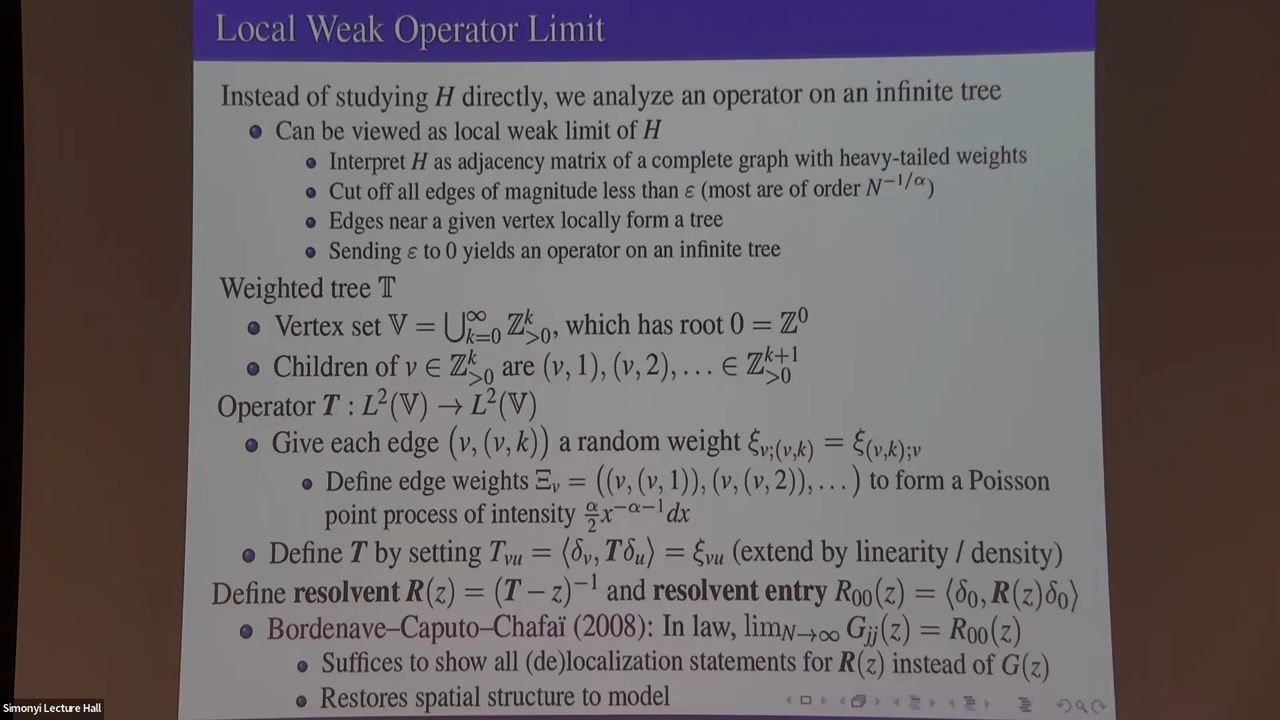 Local Weak Operator Limit
Instead of studying H directly, we analyze an operator on an infinite tree
Can be viewed as local weak limit of H
Interpret H as adjacency matrix of a complete graph with heavy-tailed weights
Cut off all edges of magnitude less than ε (most are of order N^{-1/α})
Edges near a given vertex locally form a tree
Sending ε to 0 yields an operator on an infinite tree
Weighted tree 𝕋
Vertex set 𝕍 = ⋃_{k=0}^{∞} ℤ_{>0}^{k}, which has root 0 = ℤ^0
Children of v ∈ ℤ_{>0}^{k} are (v, 1), (v, 2), … ∈ ℤ_{>0}^{k+1}
Operator T : L^2(𝕍) → L^2(𝕍)
Give each edge (v, (v, k)) a random weight ξ_{v;(v,k)} = ξ_{(v,k);v}
Define edge weights Ξ_v = ((v, (v, 1)), (v, (v, 2)), … ) to form a Poisson
point process of intensity \frac{α}{2} x^{-α-1} dx
Define T by setting T_{vu} = ⟨δ_v, Tδ_u⟩ = ξ_{vu} (extend by linearity / density)
Define resolvent R(z) = (T − z)^{-1} and resolvent entry R_{00}(z) = ⟨δ_0, R(z)δ_0⟩
Bordenave–Caputo–Chafaï (2008): In law, lim_{N→∞} G_{jj}(z) = R_{00}(z)
Suffices to show all (de)localization statements for R(z) instead of G(z)
Restores spatial structure to model
Simonyi Lecture Hall